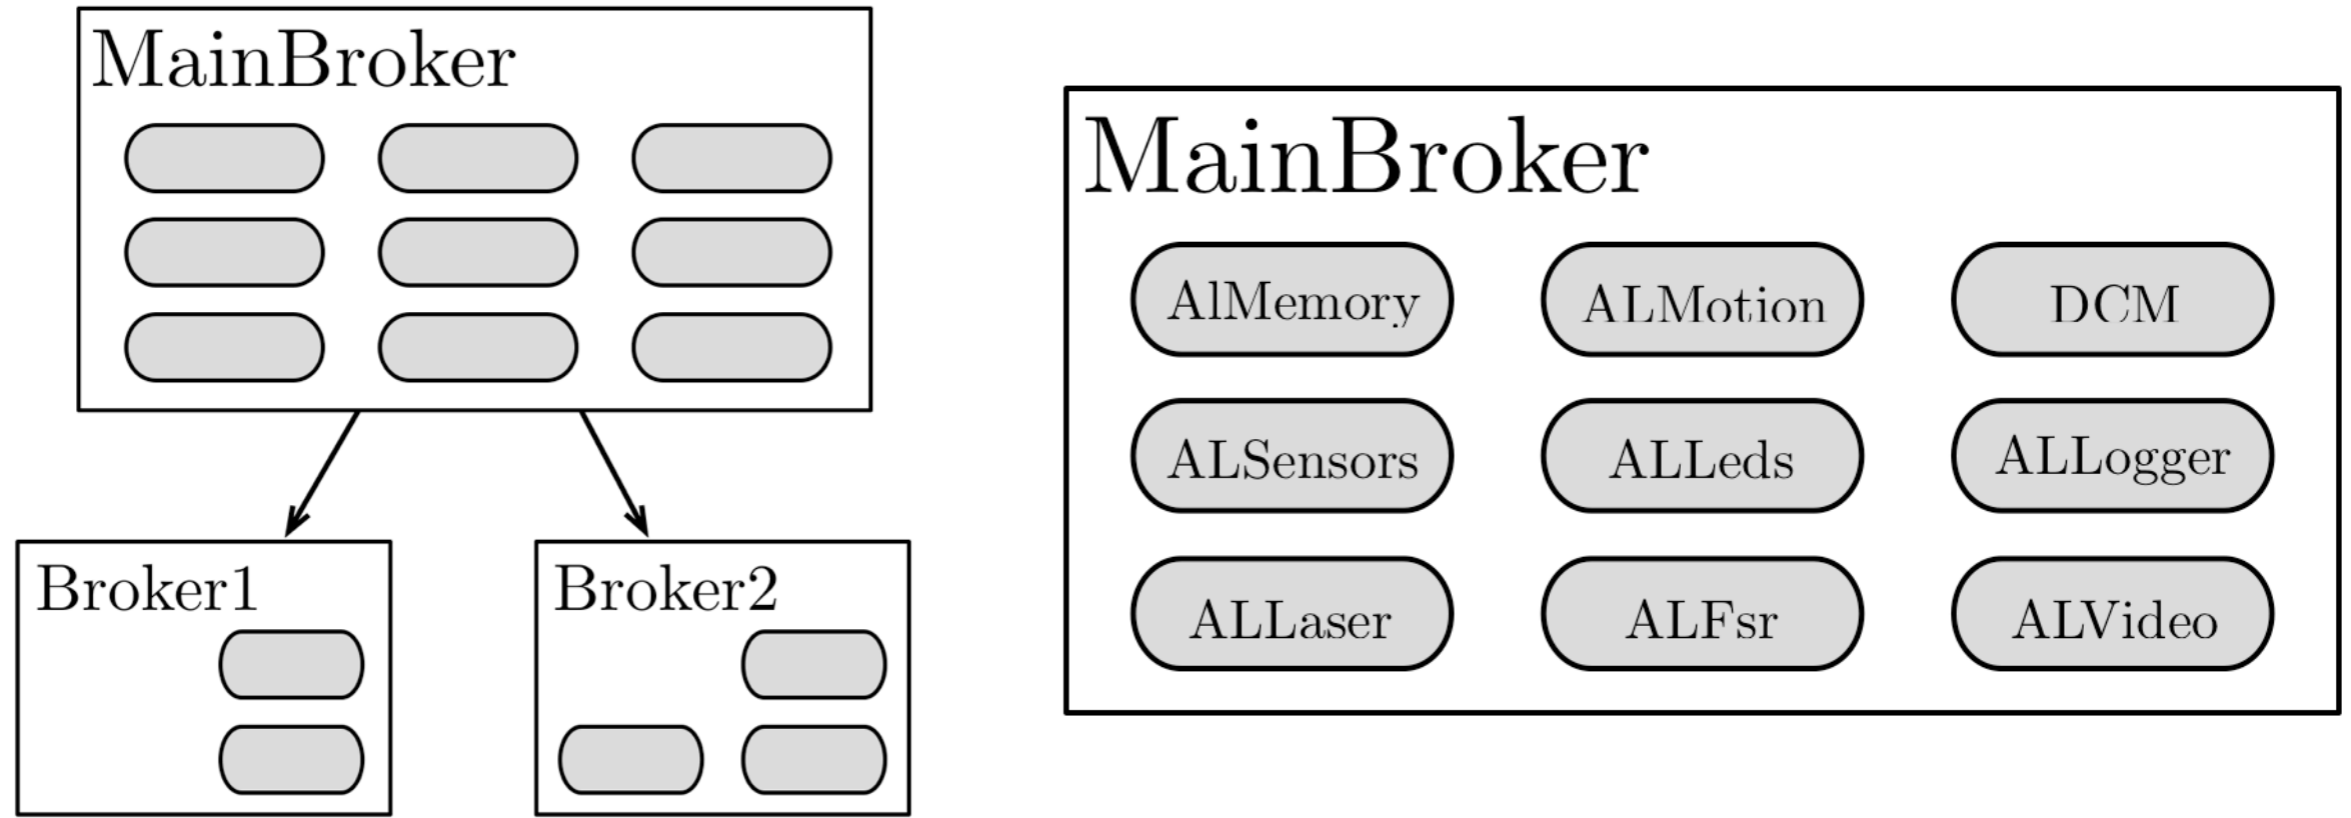 MainBroker
Broker1
Broker2
MainBroker
AlMemory
ALMotion
DCM
ALSensors
ALLeds
ALLogger
ALLaser
ALFsr
ALVideo